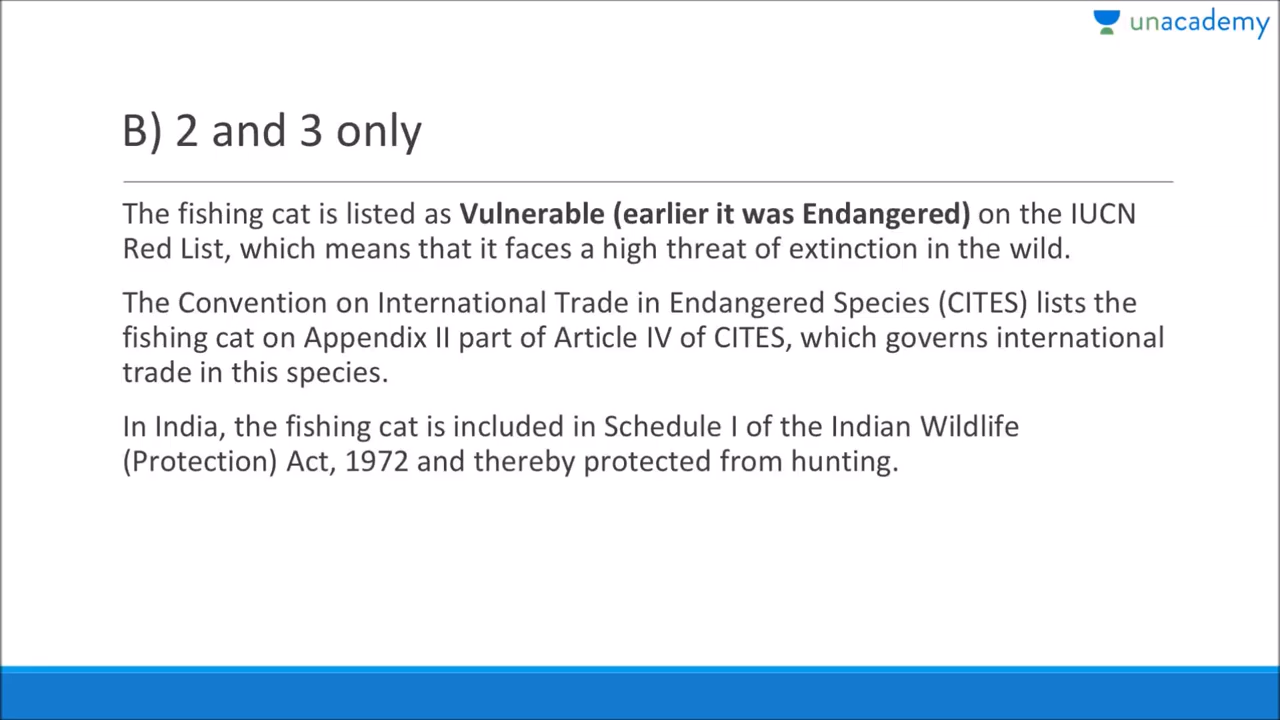 unacademy
B) 2 and 3 only
The fishing cat is listed as Vulnerable (earlier it was Endangered) on the IUCN
Red List, which means that it faces a high threat of extinction in the wild.
The Convention on International Trade in Endangered Species (CITES) lists the
fishing cat on Appendix II part of Article IV of CITES, which governs international
trade in this species.
In India, the fishing cat is included in Schedule I of the Indian Wildlife
(Protection) Act, 1972 and thereby protected from hunting.